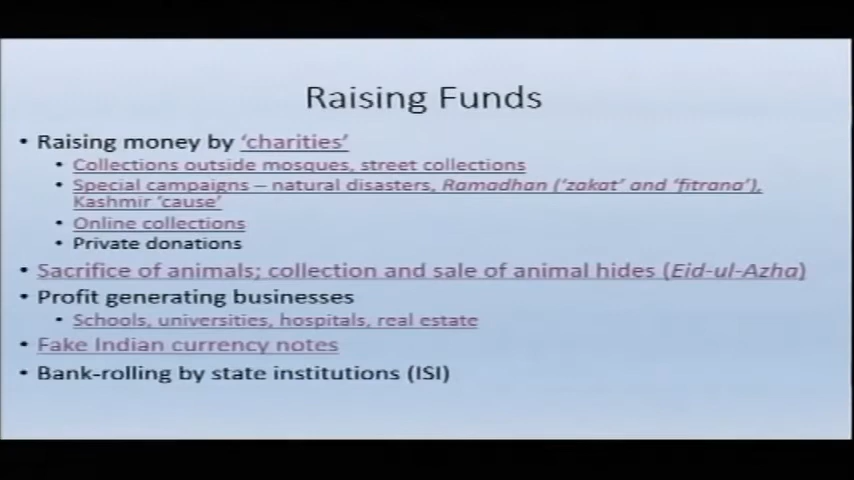 Raising Funds
• Raising money by ‘charities’
• Collections outside mosques, street collections
• Special campaigns – natural disasters, Ramadhan (‘zakat’ and ‘fitrana’),
Kashmir ‘cause’
• Online collections
• Private donations
• Sacrifice of animals; collection and sale of animal hides (Eid-ul-Azha)
• Profit generating businesses
• Schools, universities, hospitals, real estate
• Fake Indian currency notes
• Bank-rolling by state institutions (ISI)